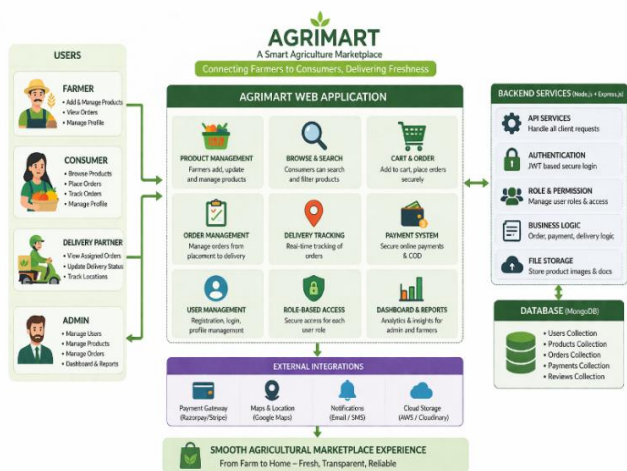 AGRIMART
A Smart Agriculture Marketplace
Connecting Farmers to Consumers, Delivering Freshness
USERS
FARMER
• Add & Manage Products
• View Orders
• Manage Profile
CONSUMER
• Browse Products
• Place Orders
• Track Orders
• Manage Profile
DELIVERY PARTNER
• View Assigned Orders
• Update Delivery Status
• Track Locations
ADMIN
• Manage Users
• Manage Products
• Manage Orders
• Dashboard & Reports
AGRIMART WEB APPLICATION
PRODUCT MANAGEMENT
Farmers add, update
and manage products
BROWSE & SEARCH
Consumers can search
and filter products
CART & ORDER
Add to cart, place orders
securely
ORDER MANAGEMENT
Manage orders from
placement to delivery
DELIVERY TRACKING
Real-time tracking of
orders
PAYMENT SYSTEM
Secure online payments
& COD
USER MANAGEMENT
Registration, login,
profile management
ROLE-BASED ACCESS
Secure access for each
user role
DASHBOARD & REPORTS
Analytics & insights for
admin and farmers
EXTERNAL INTEGRATIONS
Payment Gateway
(Razorpay/Stripe)
Maps & Location
(Google Maps)
Notifications
(Email / SMS)
Cloud Storage
(AWS / Cloudinary)
SMOOTH AGRICULTURAL MARKETPLACE EXPERIENCE
From Farm to Home – Fresh, Transparent, Reliable
BACKEND SERVICES (Node.js + Express.js)
API SERVICES
Handle all client requests
AUTHENTICATION
JWT based secure login
ROLE & PERMISSION
Manage user roles & access
BUSINESS LOGIC
Order, payment, delivery logic
FILE STORAGE
Store product images & docs
DATABASE (MongoDB)
• Users Collection
• Products Collection
• Orders Collection
• Payments Collection
• Reviews Collection